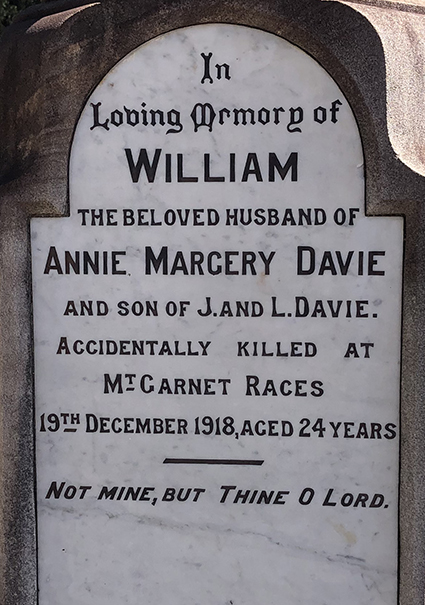 In
Loving Memory of
WILLIAM
THE BELOVED HUSBAND OF
ANNIE MARGERY DAVIE
AND SON OF J. AND L. DAVIE.
ACCIDENTALLY KILLED AT
MT GARNET RACES
19TH DECEMBER 1918, AGED 24 YEARS
NOT MINE, BUT THINE O LORD.